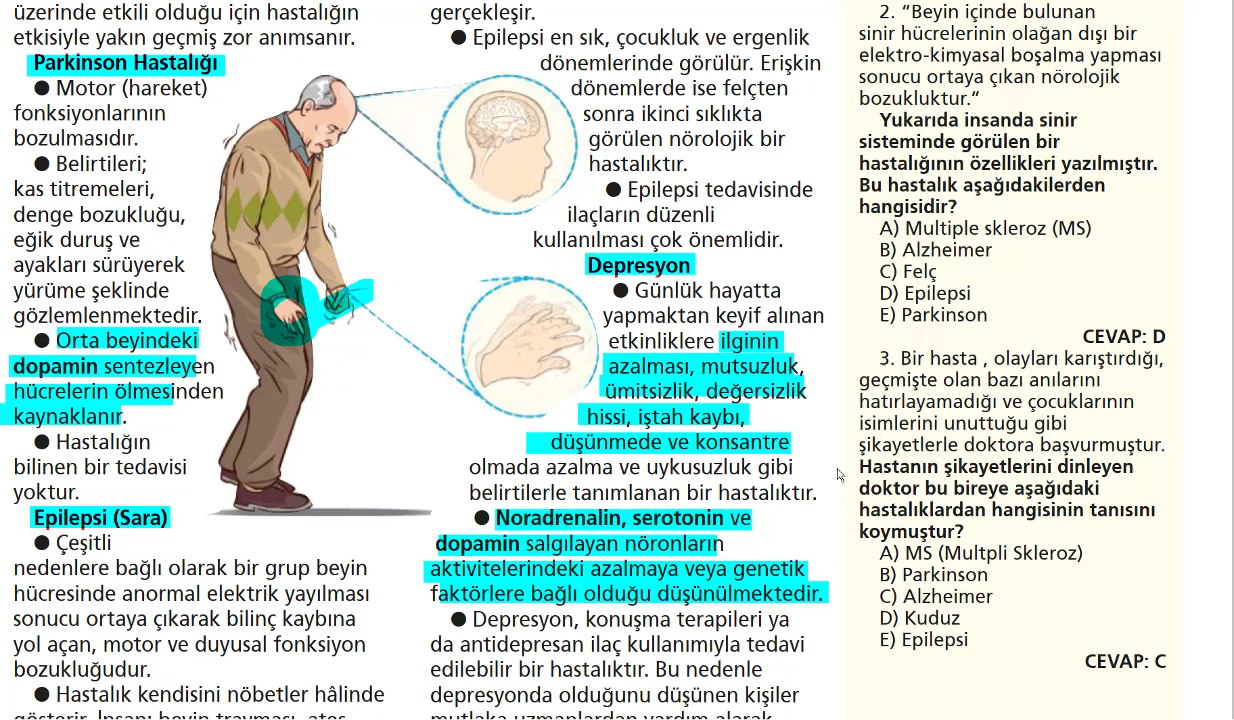 üzerinde etkili olduğu için hastalığın
etkisiyle yakın geçmiş zor anımsanır.
Parkinson Hastalığı
● Motor (hareket)
fonksiyonlarının
bozulmasıdır.
● Belirtileri;
kas titremeleri,
denge bozukluğu,
eğik duruş ve
ayakları sürüyerek
yürüme şeklinde
gözlemlenmektedir.
● Orta beyindeki
dopamin sentezleyen
hücrelerin ölmesinden
kaynaklanır.
● Hastalığın
bilinen bir tedavisi
yoktur.
Epilepsi (Sara)
● Çeşitli
nedenlere bağlı olarak bir grup beyin
hücresinde anormal elektrik yayılması
sonucu ortaya çıkarak bilinç kaybına
yol açan, motor ve duyusal fonksiyon
bozukluğudur.
● Hastalık kendisini nöbetler hâlinde
gösterir. İnsan; beyin travması, ateş
gerçekleşir.
● Epilepsi en sık, çocukluk ve ergenlik
dönemlerinde görülür. Erişkin
dönemlerde ise felçten
sonra ikinci sıklıkta
görülen nörolojik bir
hastalıktır.
● Epilepsi tedavisinde
ilaçların düzenli
kullanılması çok önemlidir.
Depresyon
● Günlük hayatta
yapmaktan keyif alınan
etkinliklere ilginin
azalması, mutsuzluk,
ümitsizlik, değersizlik
hissi, iştah kaybı,
düşünmede ve konsantre
olmada azalma ve uykusuzluk gibi
belirtilerle tanımlanan bir hastalıktır.
● Noradrenalin, serotonin ve
dopamin salgılayan nöronların
aktivitelerindeki azalmaya veya genetik
faktörlere bağlı olduğu düşünülmektedir.
● Depresyon, konuşma terapileri ya
da antidepresan ilaç kullanımıyla tedavi
edilebilir bir hastalıktır. Bu nedenle
depresyonda olduğunu düşünen kişiler
mutlaka uzmanlardan yardım alarak
2. “Beyin içinde bulunan
sinir hücrelerinin olağan dışı bir
elektro-kimyasal boşalma yapması
sonucu ortaya çıkan nörolojik
bozukluktur.”
Yukarıda insanda sinir
sisteminde görülen bir
hastalığının özellikleri yazılmıştır.
Bu hastalık aşağıdakilerden
hangisidir?
A) Multiple skleroz (MS)
B) Alzheimer
C) Felç
D) Epilepsi
E) Parkinson
CEVAP: D
3. Bir hasta , olayları karıştırdığı,
geçmişte olan bazı anılarını
hatırlayamadığı ve çocuklarının
isimlerini unuttuğu gibi
şikayetlerle doktora başvurmuştur.
Hastanın şikayetlerini dinleyen
doktor bu bireye aşağıdaki
hastalıklardan hangisinin tanısını
koymuştur?
A) MS (Multpli Skleroz)
B) Parkinson
C) Alzheimer
D) Kuduz
E) Epilepsi
CEVAP: C